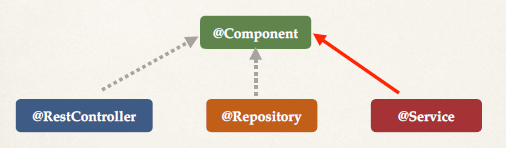 @Component
@RestController
@Repository
@Service